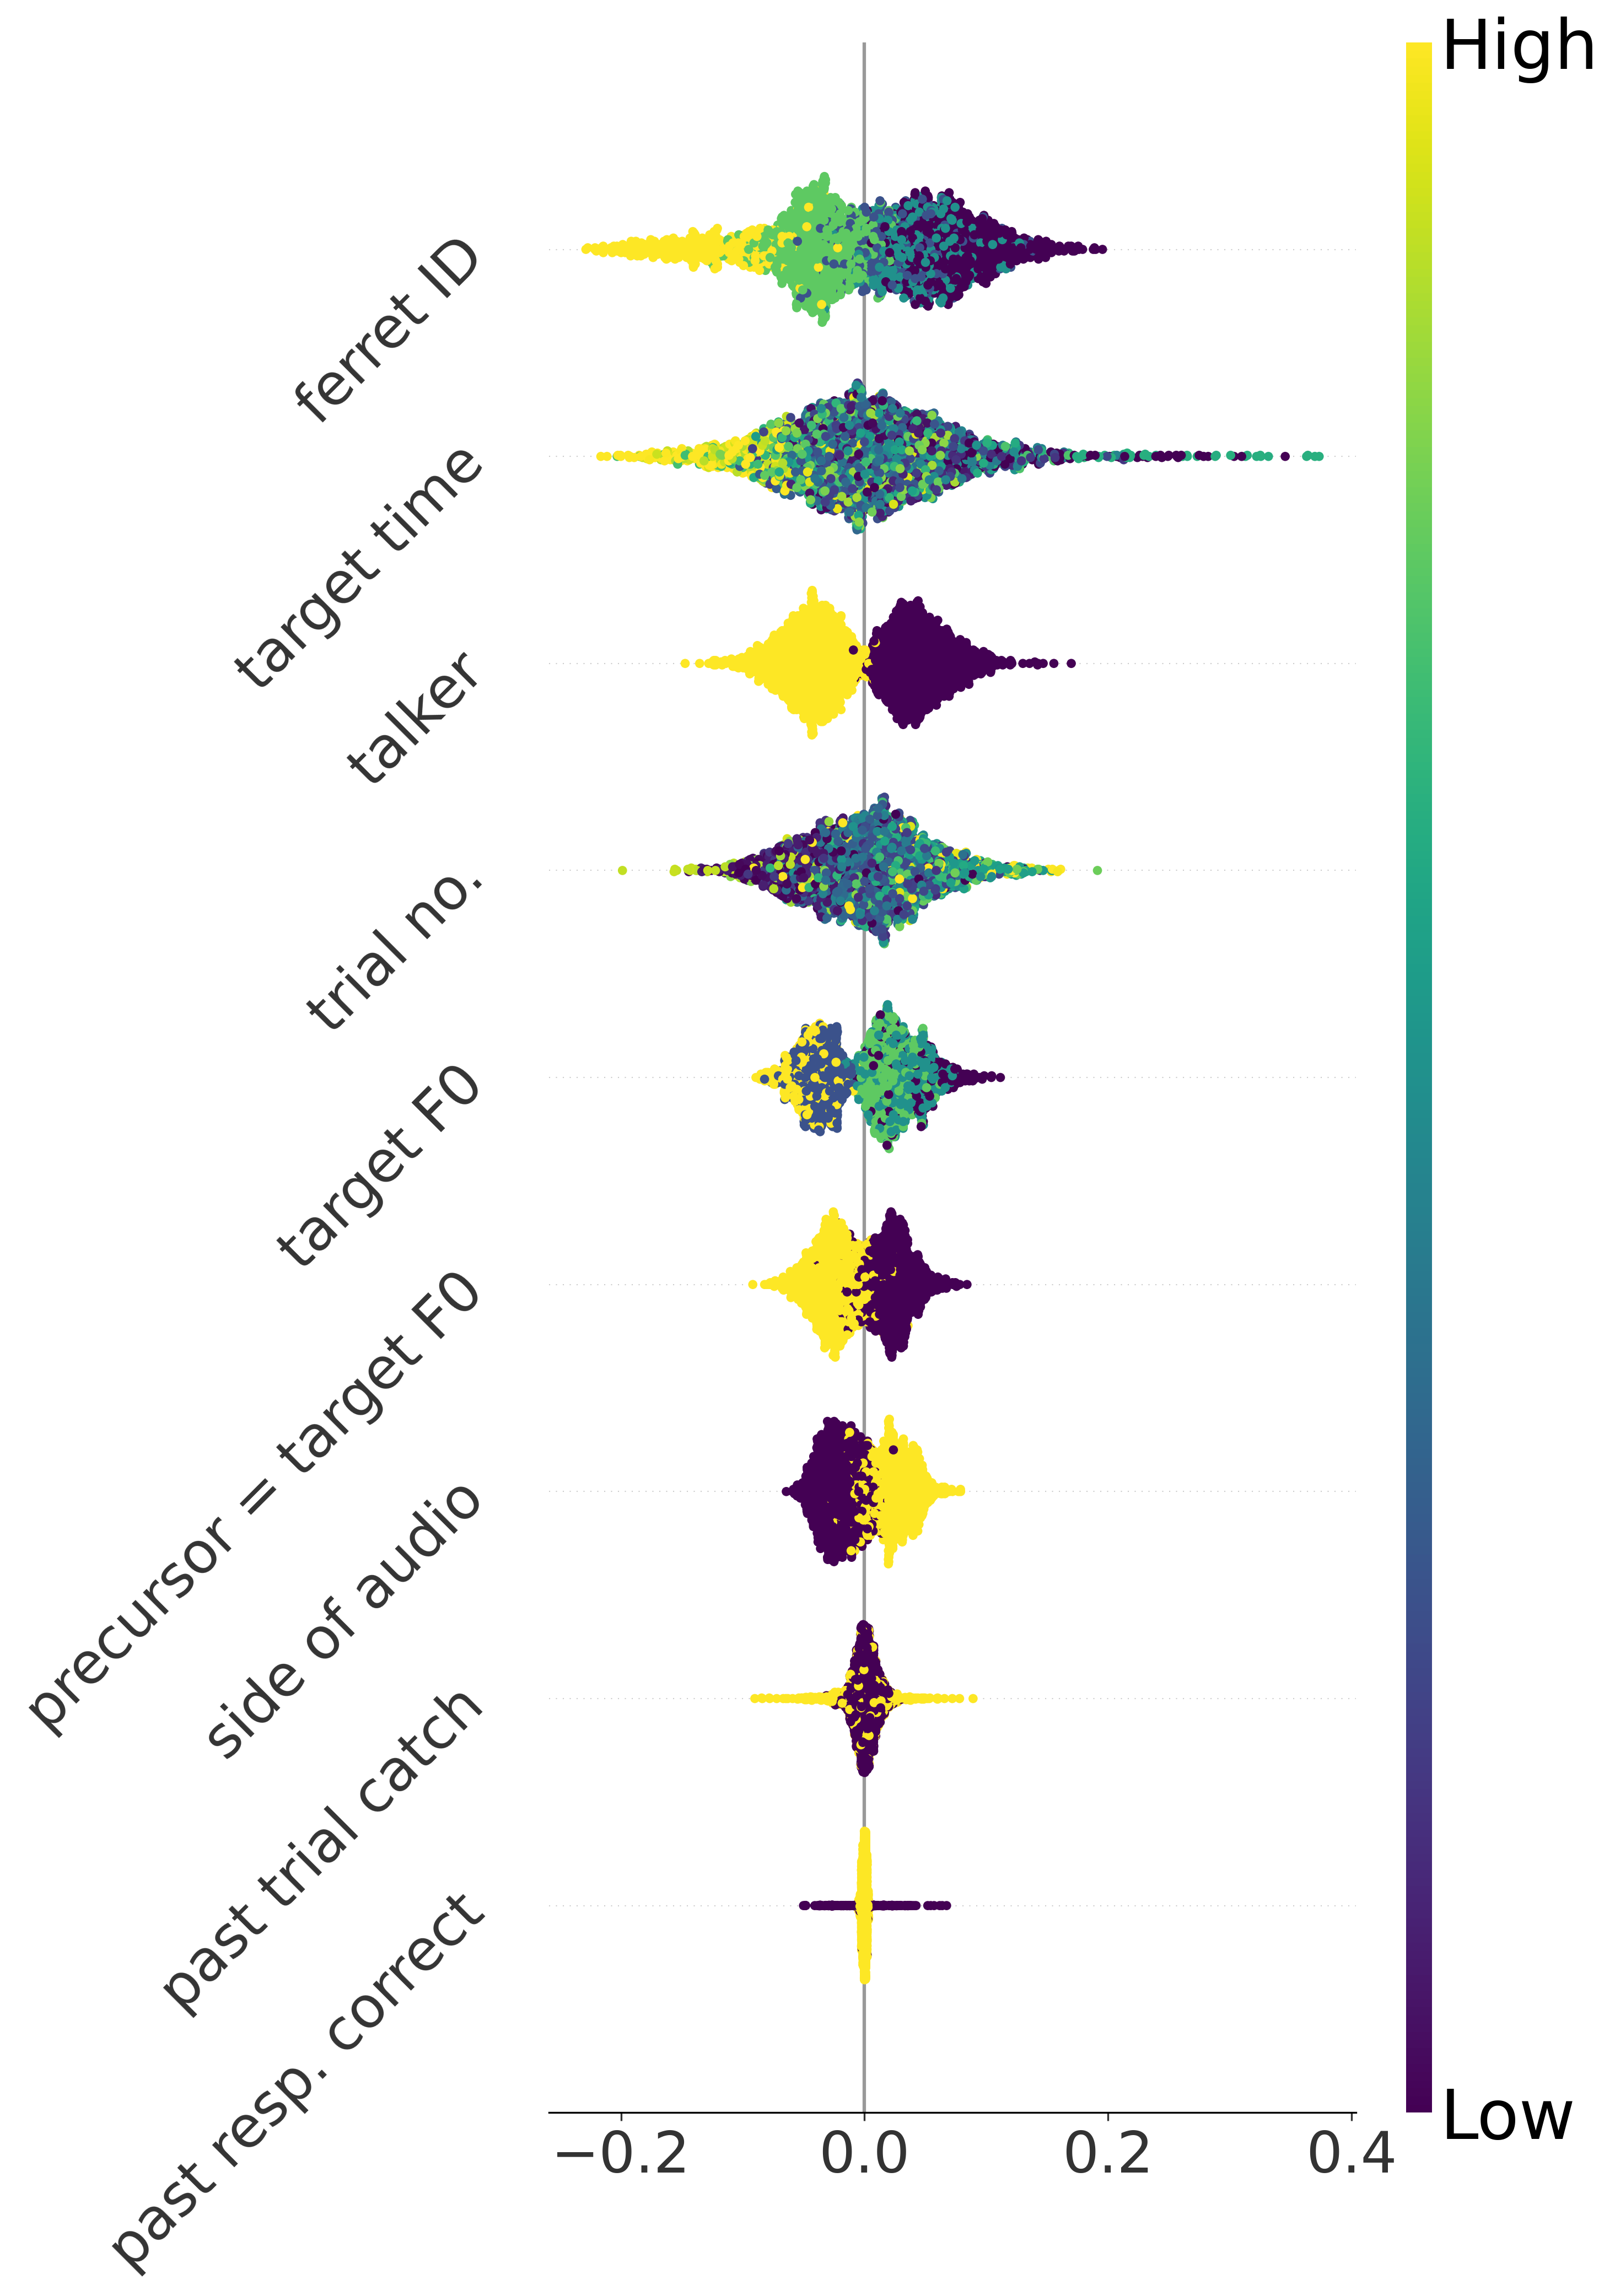 High
ferret ID
target time
talker
trial no.
target F0
precursor = target F0
side of audio
past trial catch
past resp. correct
Low
−0.2 0.0 0.2 0.4